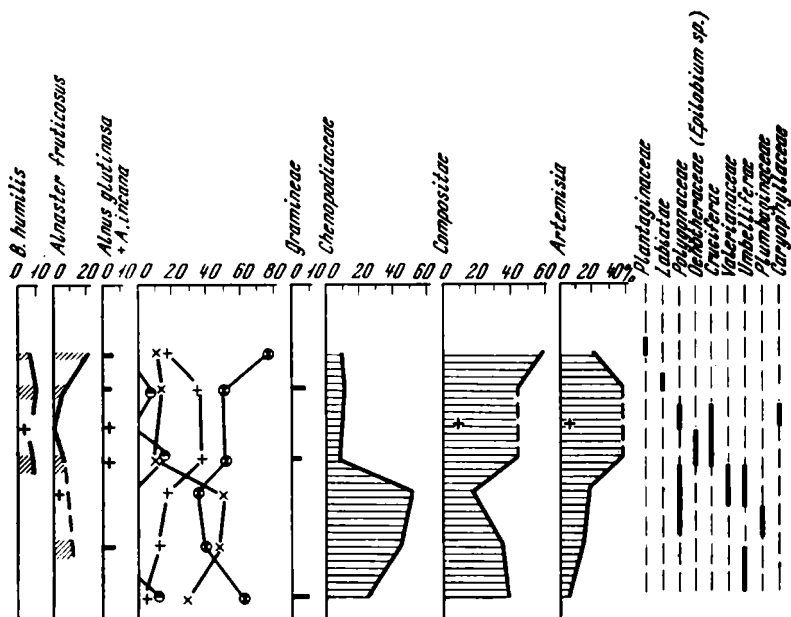 B. humilis
Alnaster fruticosus
Alnus glutinosa
+ A. incana
Gramineae
Chenopodiaceae
Compositae
Artemisia
Plantaginaceae
Labiatae
Polygonaceae
Oenotheraceae (Epilobium sp.)
Cruciferae
Valerianaceae
Umbelliferae
Plumbaginaceae
Caryophyllaceae
0 10
0 20
0 10
0 20 40 60 80
0 10
0 20 40 50
0 20 40 60
0 20 40%